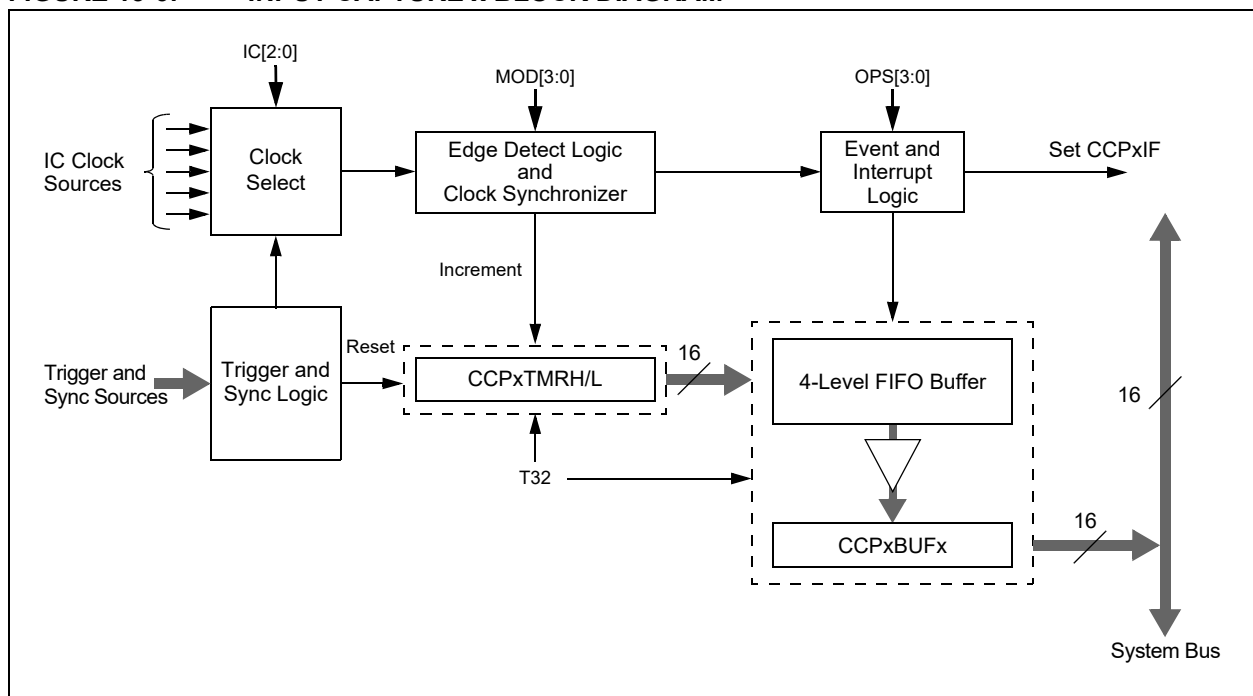 IC[2:0]
MOD[3:0]
OPS[3:0]
IC Clock
Sources
Clock
Select
Edge Detect Logic
and
Clock Synchronizer
Event and
Interrupt
Logic
Set CCPxIF
Increment
Trigger and
Sync Sources
Trigger and
Sync Logic
Reset
CCPxTMRH/L
16
4-Level FIFO Buffer
16
T32
CCPxBUFx
16
System Bus